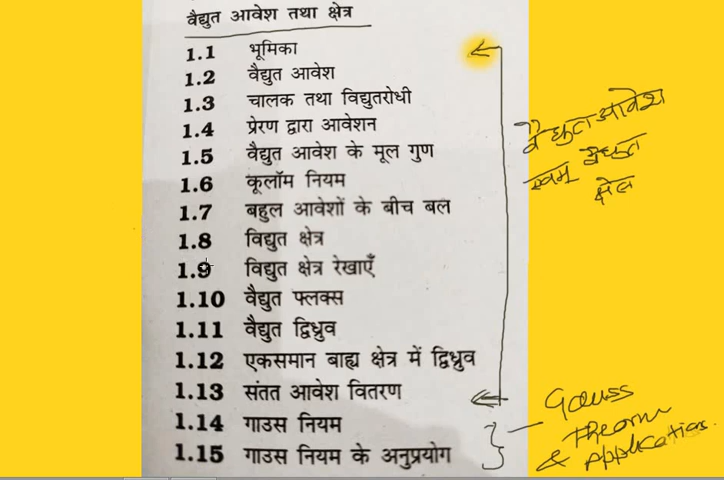 वैद्युत आवेश तथा क्षेत्र
1.1 भूमिका
1.2 वैद्युत आवेश
1.3 चालक तथा विद्युतरोधी
1.4 प्रेरण द्वारा आवेशन
1.5 वैद्युत आवेश के मूल गुण
1.6 कूलॉम नियम
1.7 बहुल आवेशों के बीच बल
1.8 विद्युत क्षेत्र
1.9 विद्युत क्षेत्र रेखाएँ
1.10 वैद्युत फ्लक्स
1.11 वैद्युत द्विध्रुव
1.12 एकसमान बाह्य क्षेत्र में द्विध्रुव
1.13 संतत आवेश वितरण
1.14 गाउस नियम
1.15 गाउस नियम के अनुप्रयोग
वैद्युत आवेश
एवम् वैद्युत
क्षेत्र
Gauss
Theorm
& Application.